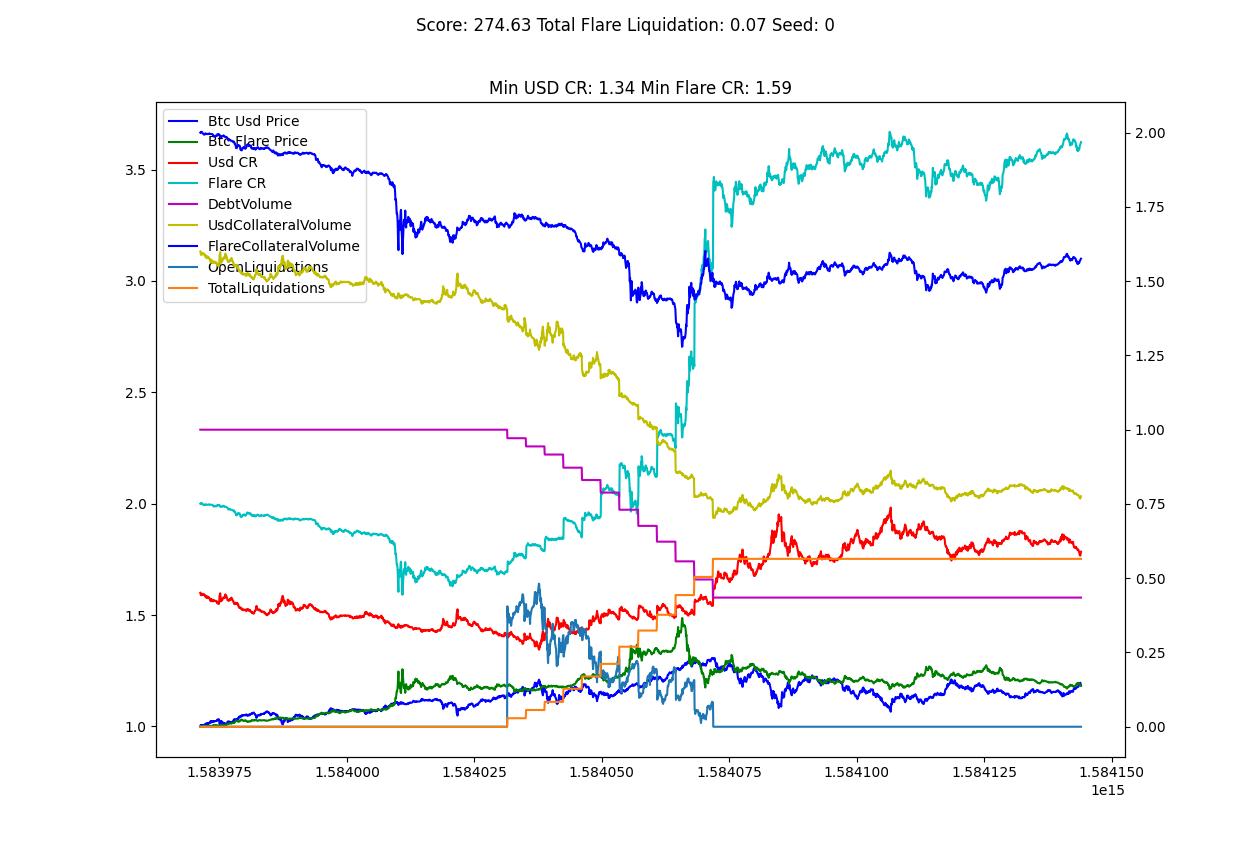 Score: 274.63 Total Flare Liquidation: 0.07 Seed: 0
Min USD CR: 1.34 Min Flare CR: 1.59
Btc Usd Price
Btc Flare Price
Usd CR
Flare CR
DebtVolume
UsdCollateralVolume
FlareCollateralVolume
OpenLiquidations
TotalLiquidations
3.5
3.0
2.5
2.0
1.5
1.0
2.00
1.75
1.50
1.25
1.00
0.75
0.50
0.25
0.00
1.583975 1.584000 1.584025 1.584050 1.584075 1.584100 1.584125 1.584150
1e15